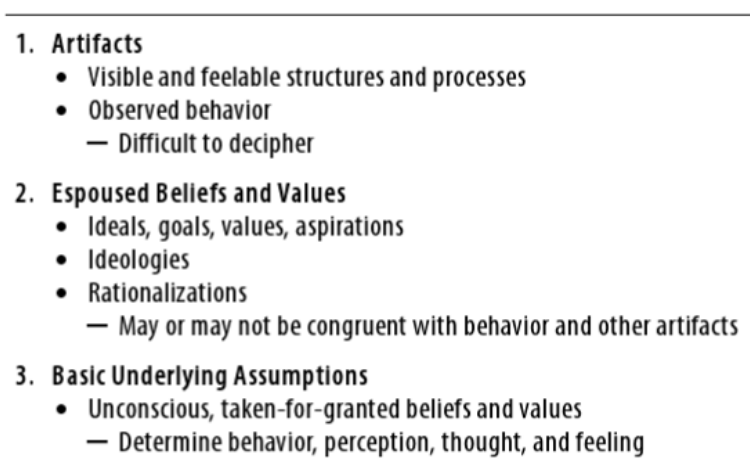 1. Artifacts
• Visible and feelable structures and processes
• Observed behavior
— Difficult to decipher
2. Espoused Beliefs and Values
• Ideals, goals, values, aspirations
• Ideologies
• Rationalizations
— May or may not be congruent with behavior and other artifacts
3. Basic Underlying Assumptions
• Unconscious, taken-for-granted beliefs and values
— Determine behavior, perception, thought, and feeling